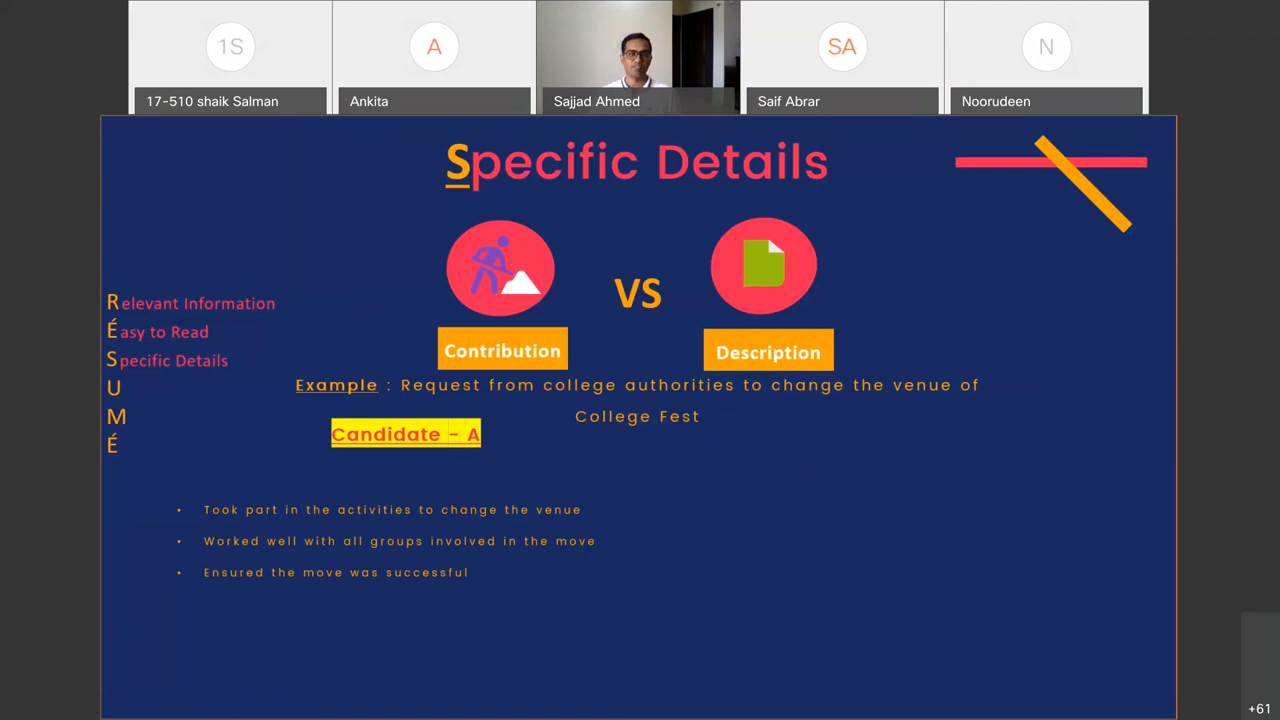 1S
A
SA
N
17-510 shaik Salman
Ankita
Sajjad Ahmed
Saif Abrar
Noorudeen
Specific Details
VS
Contribution
Description
Relevant Information
Éasy to Read
Specific Details
U
M
É
Example : Request from college authorities to change the venue of
College Fest
Candidate - A
• Took part in the activities to change the venue
• Worked well with all groups involved in the move
• Ensured the move was successful
+61